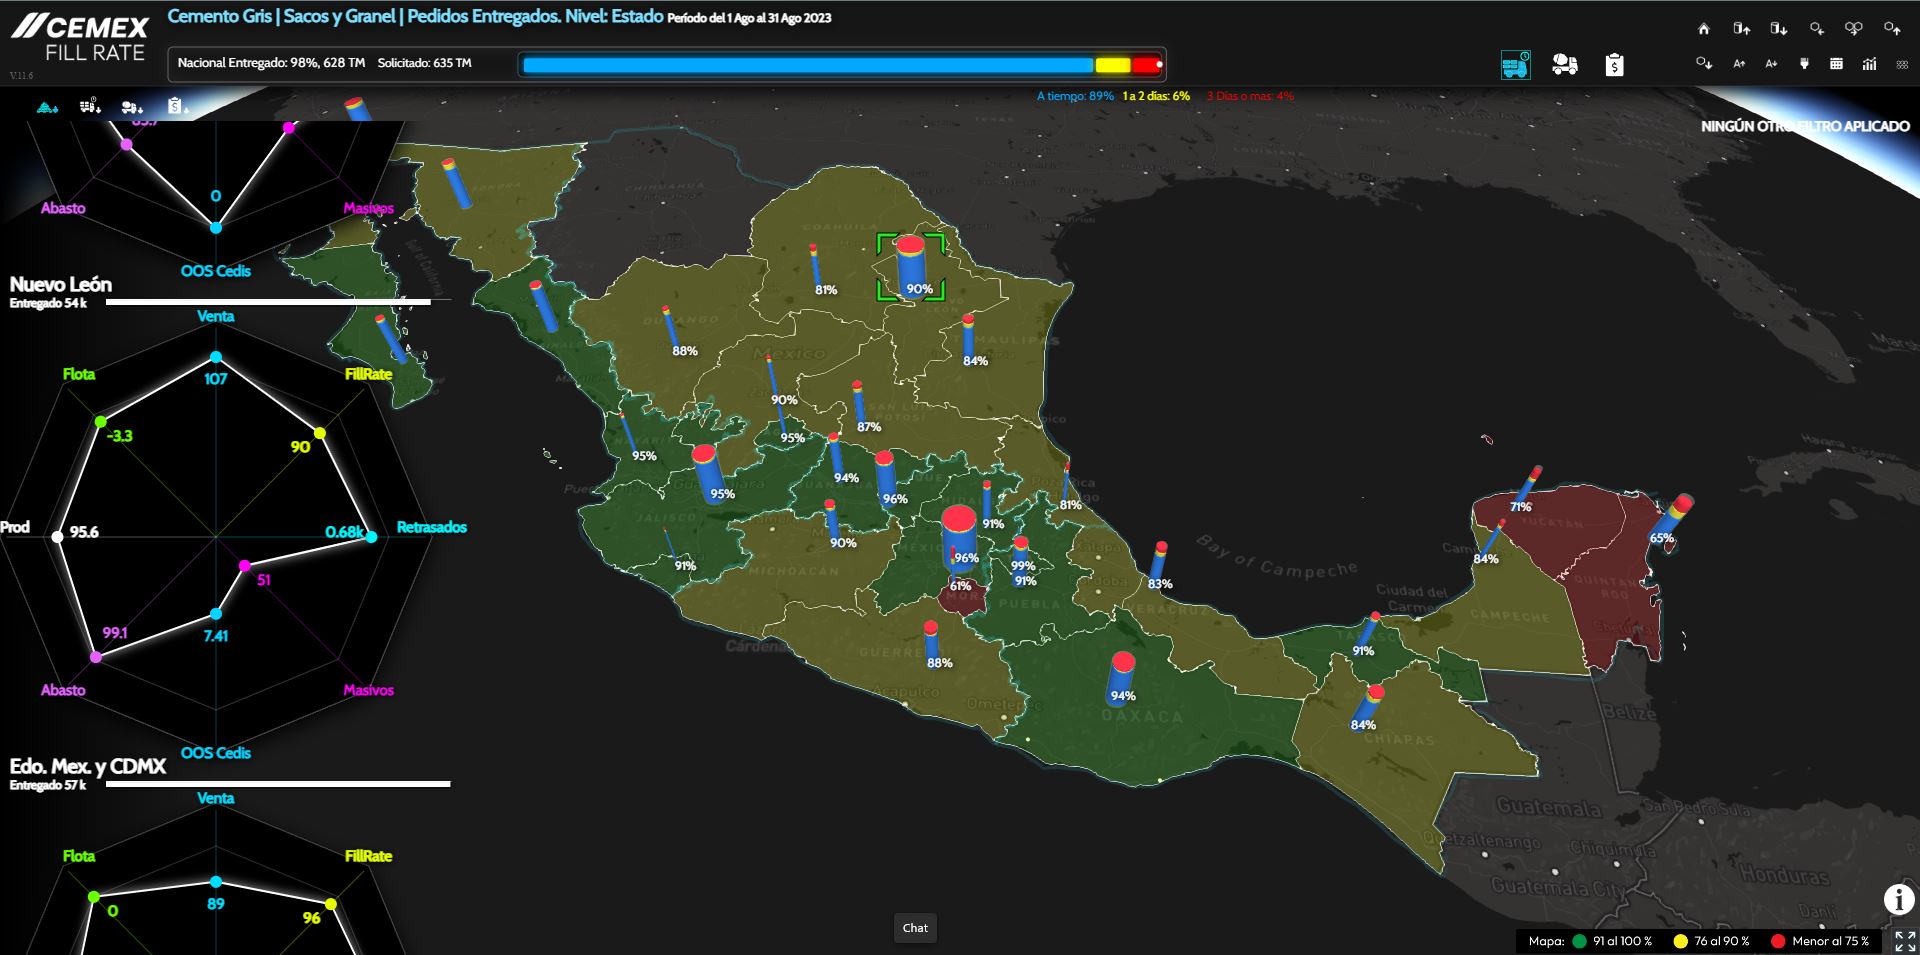 CEMEX
FILL RATE
V.11.6
Cemento Gris | Sacos y Granel | Pedidos Entregados. Nivel: Estado Período del 1 Ago al 31 Ago 2023
Nacional Entregado: 98%, 628 TM Solicitado: 635 TM
A tiempo: 89% 1 a 2 días: 6% 3 Días o mas: 4%
NINGÚN OTRO FILTRO APLICADO
0
Abasto
Masivos
OOS Cedis
Nuevo León
Entregado 54 k
Venta
107
Flota
-3.3
FillRate
90
Prod
95.6
0.68k
Retrasados
51
99.1
7.41
Abasto
Masivos
OOS Cedis
Edo. Mex. y CDMX
Entregado 57 k
Venta
89
Flota
0
FillRate
96
SONORA
CHIHUAHUA
COAHUILA
81%
90%
DURANGO
88%
Mexico
TAMAULIPAS
84%
90%
SAN LUIS
POTOSÍ
87%
95%
NAYARIT
95%
94%
95%
96%
JALISCO
91%
90%
MICHOACÁN
91%
81%
96%
99%
91%
61%
PUEBLA
83%
VERACRUZ
GUERRERO
88%
Acapulco
Cárdenas
94%
OAXACA
Bay of Campeche
71%
YUCATÁN
65%
84%
QUINTANA
ROO
CAMPECHE
Ciudad del
Carmen
TABASCO
91%
84%
CHIAPAS
Belize
Guatemala
San Pedro Sula
Quetzaltenango
Chiquimula
Guatemala City
Honduras
Danlí
Havana
Chat
Mapa: 91 al 100 % 76 al 90 % Menor al 75 %